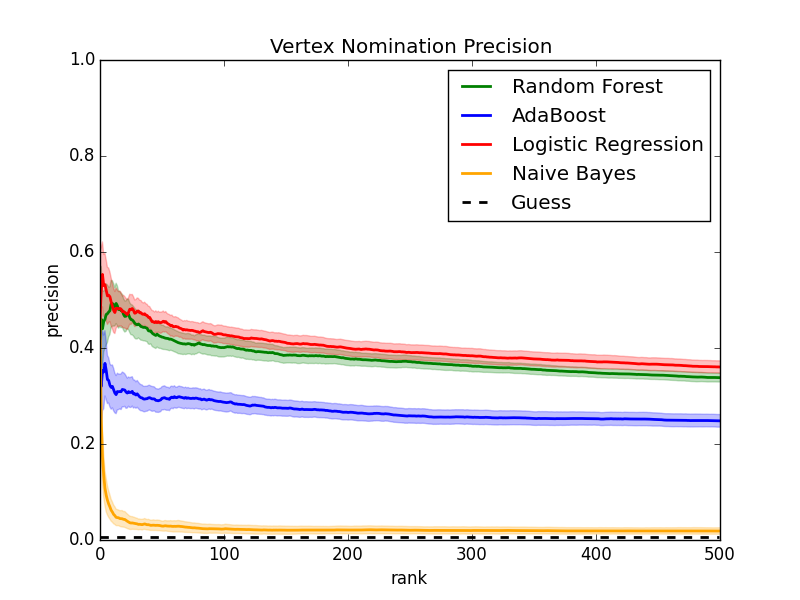 Vertex Nomination Precision
1.0
0.8
0.6
0.4
0.2
0.0
precision
Random Forest
AdaBoost
Logistic Regression
Naive Bayes
Guess
0 100 200 300 400 500
rank